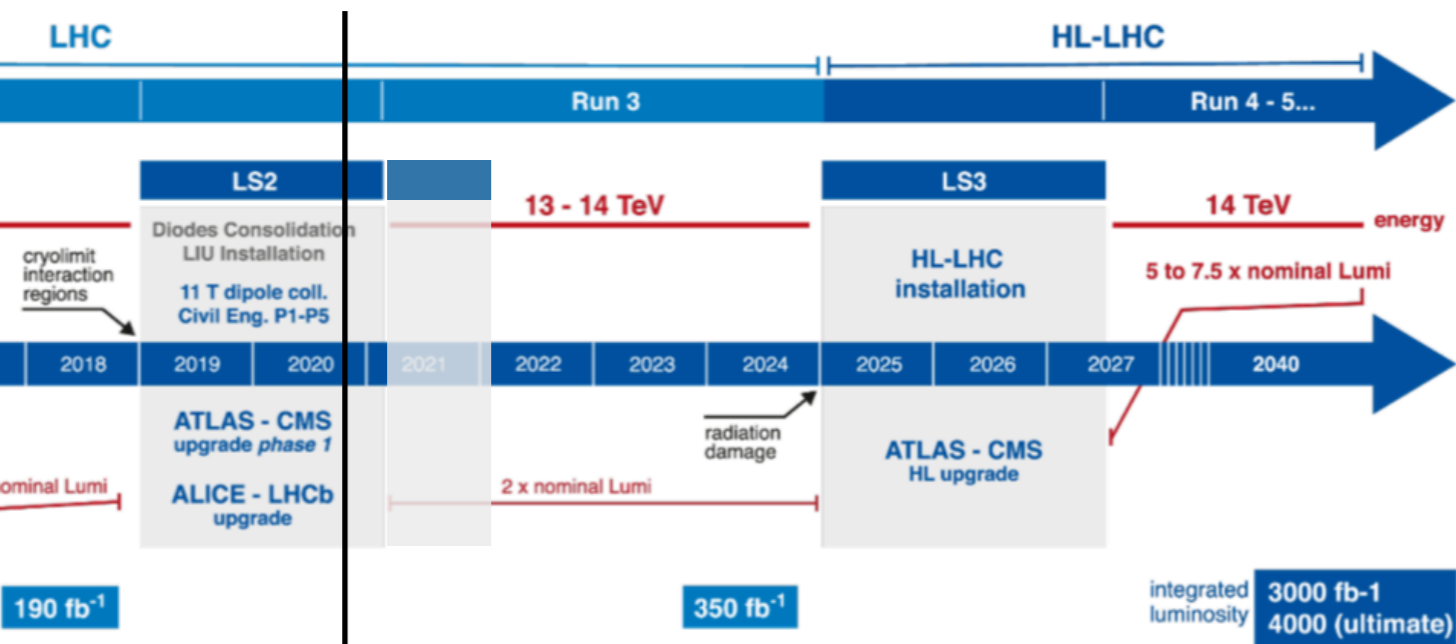 LHC
HL-LHC
Run 3
Run 4 - 5...
LS2
LS3
13 - 14 TeV
14 TeV
energy
Diodes Consolidation
LIU Installation
cryolimit
interaction
regions
11 T dipole coll.
Civil Eng. P1-P5
HL-LHC
installation
5 to 7.5 x nominal Lumi
2018
2019
2020
2021
2022
2023
2024
2025
2026
2027
2040
ATLAS - CMS
upgrade phase 1
radiation
damage
ATLAS - CMS
HL upgrade
ominal Lumi
ALICE - LHCb
upgrade
2 x nominal Lumi
190 fb-1
350 fb-1
integrated
luminosity
3000 fb-1
4000 (ultimate)